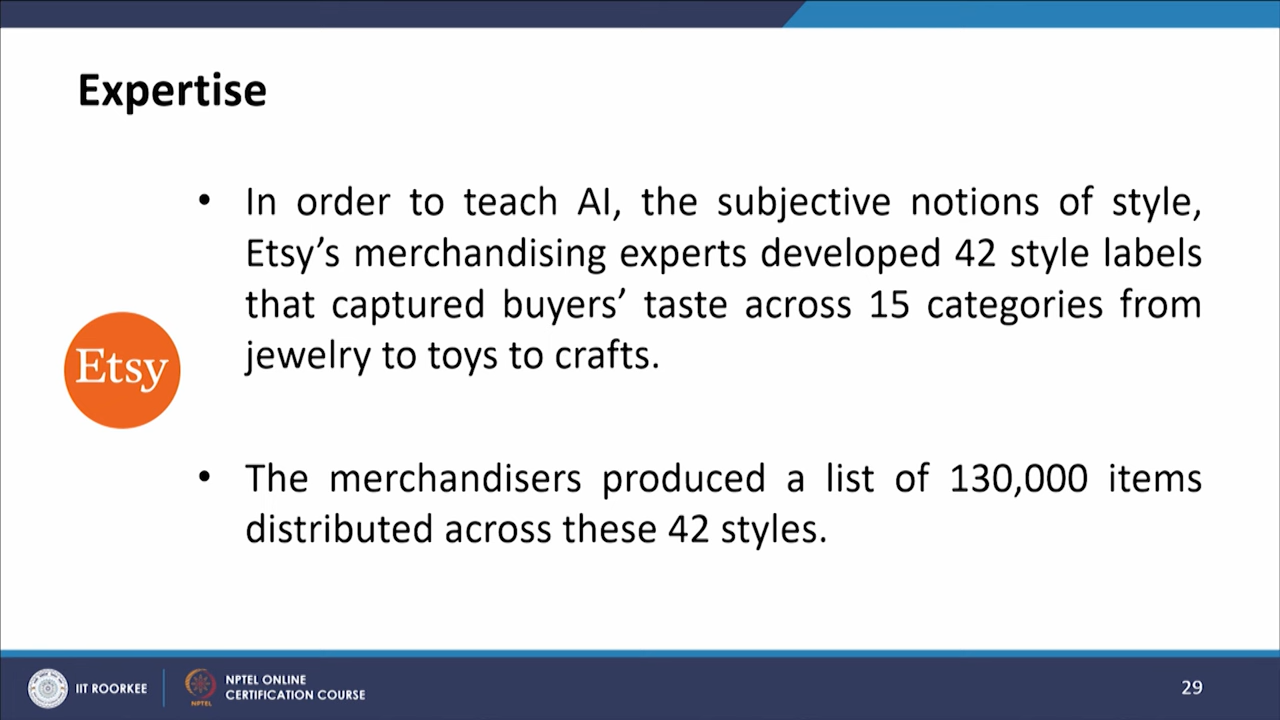 Expertise
• In order to teach AI, the subjective notions of style,
Etsy’s merchandising experts developed 42 style labels
that captured buyers’ taste across 15 categories from
jewelry to toys to crafts.
Etsy
• The merchandisers produced a list of 130,000 items
distributed across these 42 styles.
IIT ROORKEE
NPTEL
NPTEL ONLINE
CERTIFICATION COURSE
29